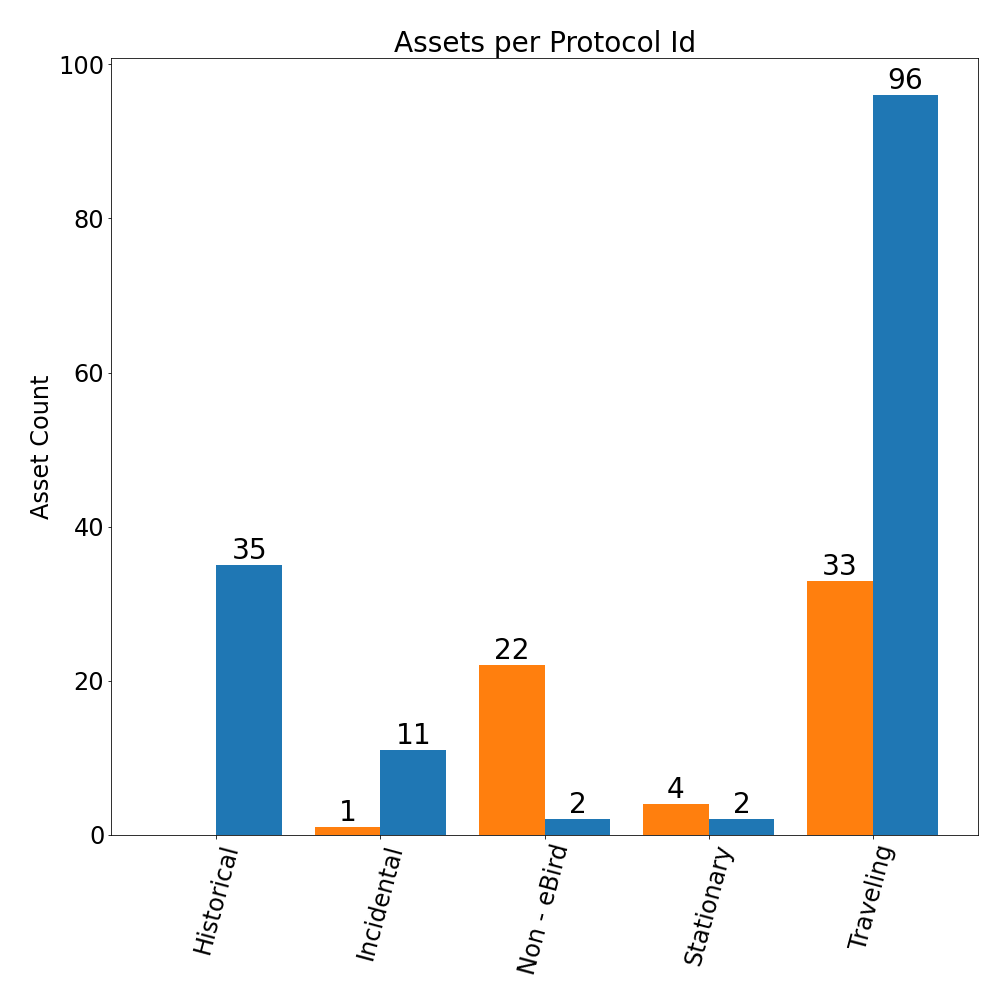 Assets per Protocol Id
Asset Count
100
80
60
40
20
0
35
1
11
22
2
4
2
33
96
Historical
Incidental
Non - eBird
Stationary
Traveling